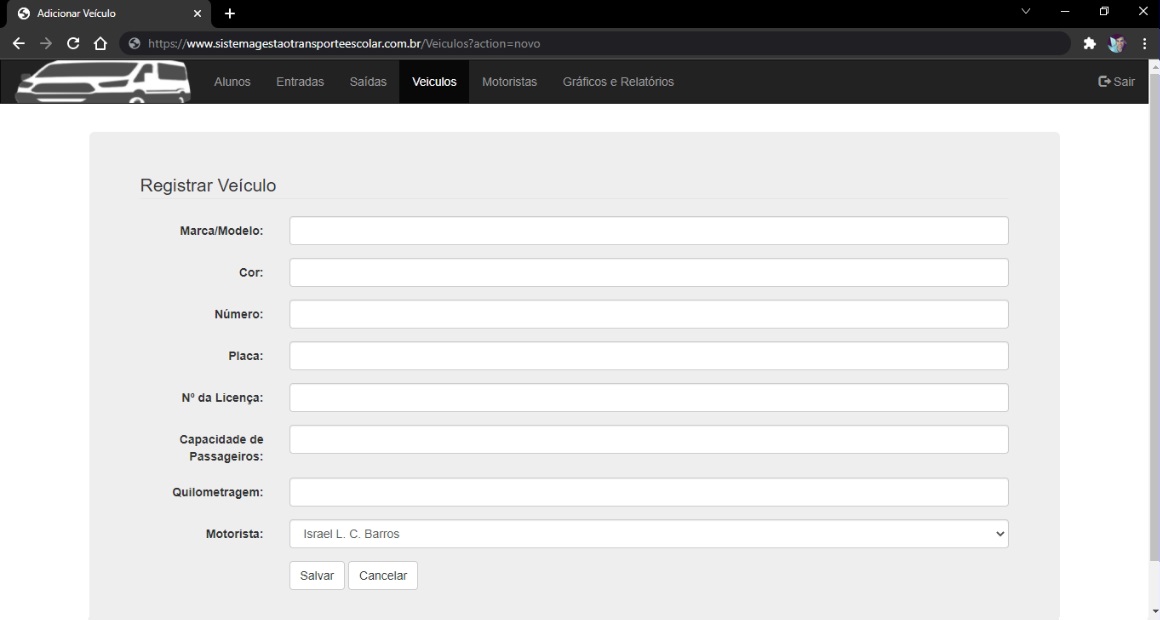 Adicionar Veículo
https://www.sistemagestaotransporteescolar.com.br/Veiculos?action=novo
Alunos Entradas Saídas Veiculos Motoristas Gráficos e Relatórios Sair
Registrar Veículo
Marca/Modelo:
Cor:
Número:
Placa:
Nº da Licença:
Capacidade de
Passageiros:
Quilometragem:
Motorista: Israel L. C. Barros
Salvar Cancelar